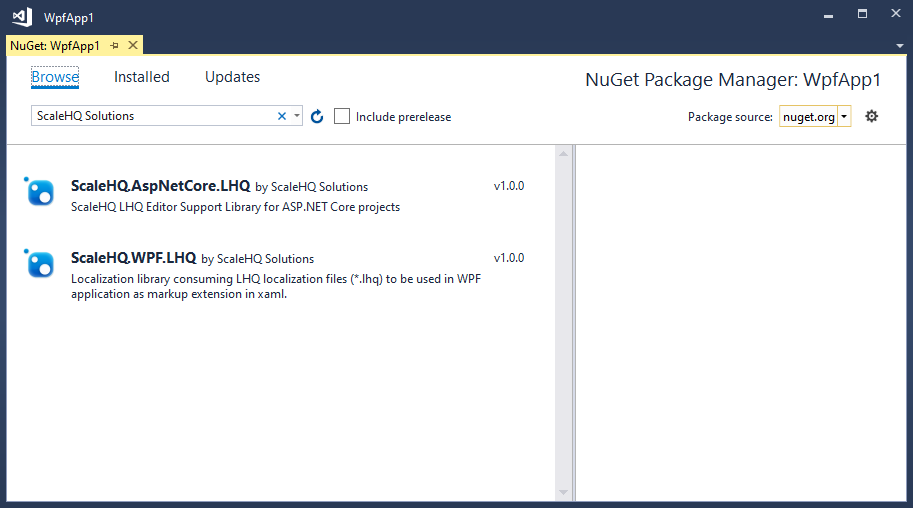 WpfApp1
NuGet: WpfApp1
Browse Installed Updates
NuGet Package Manager: WpfApp1
ScaleHQ Solutions
Include prerelease
Package source: nuget.org
ScaleHQ.AspNetCore.LHQ by ScaleHQ Solutions v1.0.0
ScaleHQ LHQ Editor Support Library for ASP.NET Core projects
ScaleHQ.WPF.LHQ by ScaleHQ Solutions v1.0.0
Localization library consuming LHQ localization files (*.lhq) to be used in WPF
application as markup extension in xaml.